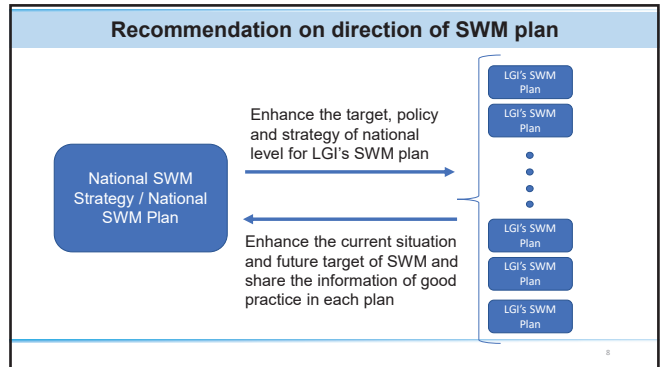 Recommendation on direction of SWM plan
National SWM
Strategy / National
SWM Plan
Enhance the target, policy
and strategy of national
level for LGI's SWM plan
Enhance the current situation
and future target of SWM and
share the information of good
practice in each plan
LGI's SWM
Plan
LGI's SWM
Plan
LGI's SWM
Plan
LGI's SWM
Plan
LGI's SWM
Plan